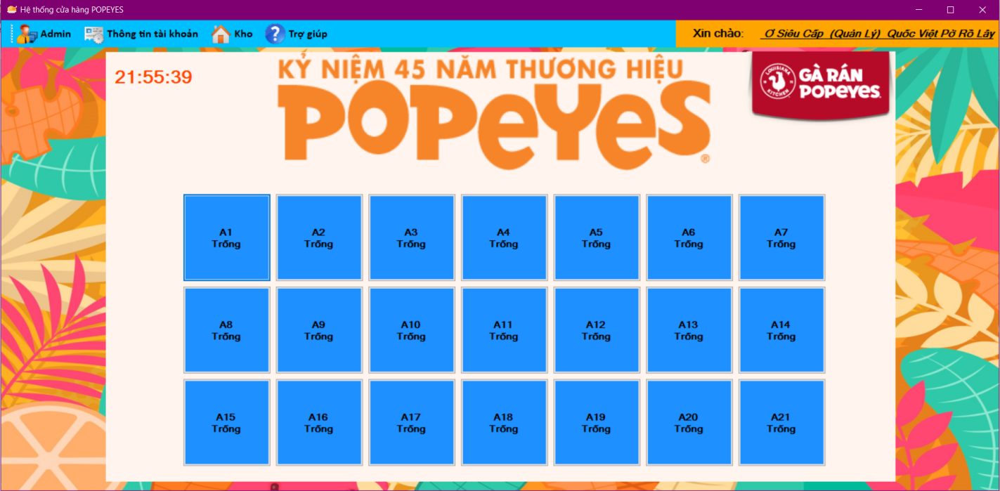 Hệ thống cửa hàng POPEYES
Admin Thông tin tài khoản Kho Trợ giúp Xin chào: Ơ Siêu Cấp (Quản Lý) Quốc Việt Pờ Rồ Lây
21:55:39
KỶ NIỆM 45 NĂM THƯƠNG HIỆU
POPEYES®
LOUISIANA KITCHEN
GÀ RÁN
POPEYES
A1 A2 A3 A4 A5 A6 A7
Trống Trống Trống Trống Trống Trống Trống
A8 A9 A10 A11 A12 A13 A14
Trống Trống Trống Trống Trống Trống Trống
A15 A16 A17 A18 A19 A20 A21
Trống Trống Trống Trống Trống Trống Trống